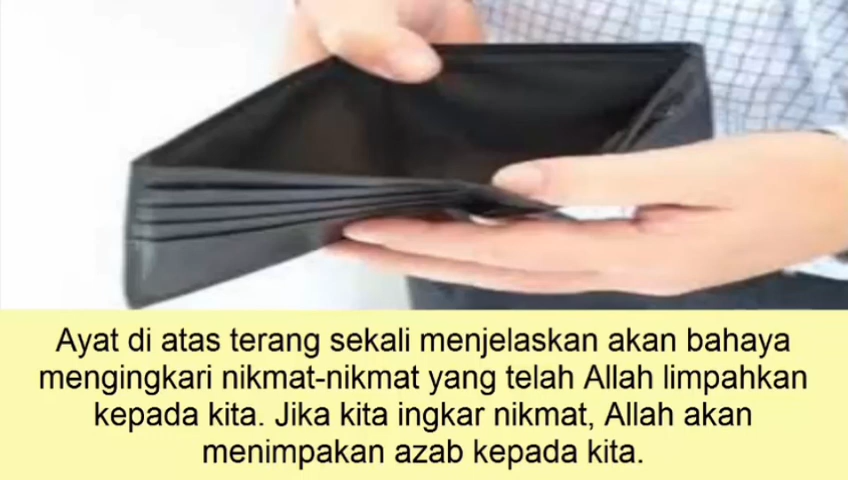 Ayat di atas terang sekali menjelaskan akan bahaya
mengingkari nikmat-nikmat yang telah Allah limpahkan
kepada kita. Jika kita ingkar nikmat, Allah akan
menimpakan azab kepada kita.